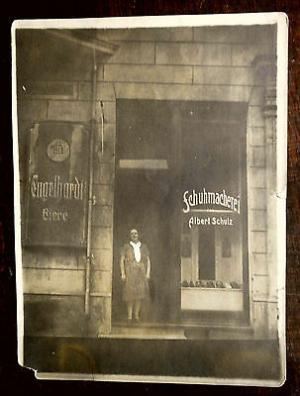 Engelhardt
Biere
Schuhmacherei
Albert Schulz